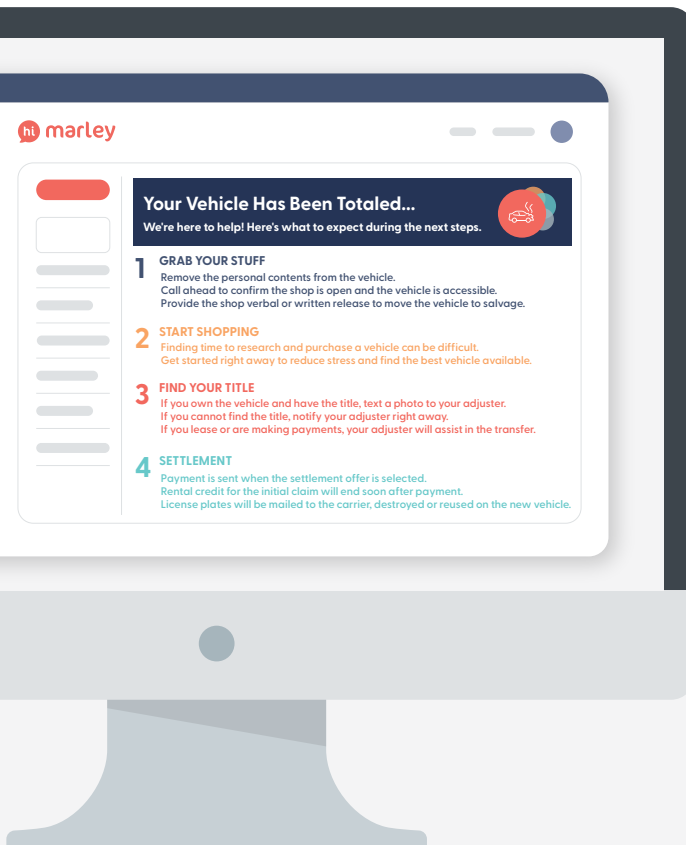 hi marley
Your Vehicle Has Been Totaled...
We're here to help! Here's what to expect during the next steps.
1 GRAB YOUR STUFF
Remove the personal contents from the vehicle.
Call ahead to confirm the shop is open and the vehicle is accessible.
Provide the shop verbal or written release to move the vehicle to salvage.
2 START SHOPPING
Finding time to research and purchase a vehicle can be difficult.
Get started right away to reduce stress and find the best vehicle available.
3 FIND YOUR TITLE
If you own the vehicle and have the title, text a photo to your adjuster.
If you cannot find the title, notify your adjuster right away.
If you lease or are making payments, your adjuster will assist in the transfer.
4 SETTLEMENT
Payment is sent when the settlement offer is selected.
Rental credit for the initial claim will end soon after payment.
License plates will be mailed to the carrier, destroyed or reused on the new vehicle.